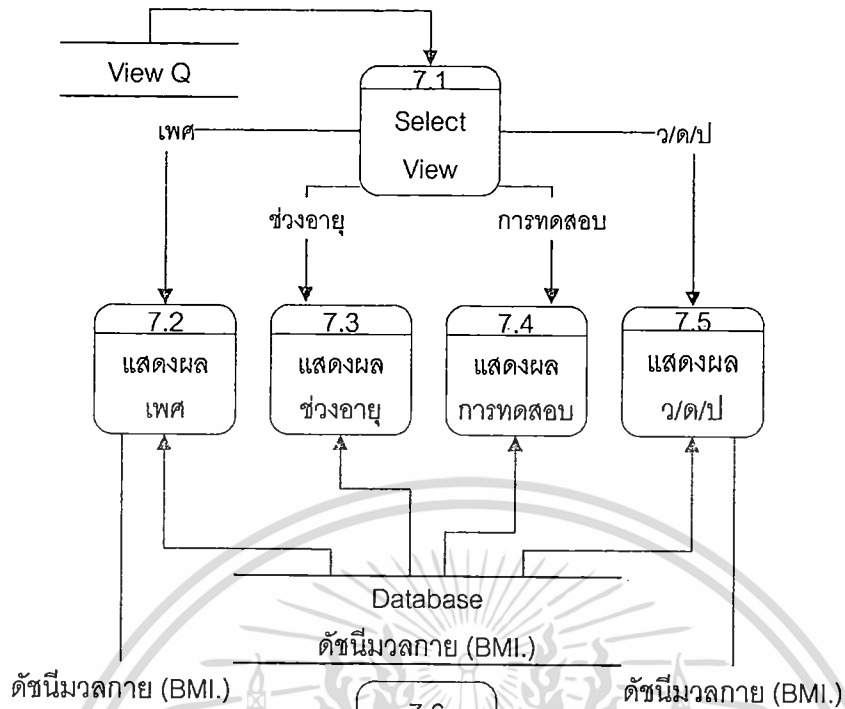 View Q
7.1
Select
View
เพศ
ว/ด/ป
ช่วงอายุ
การทดสอบ
7.2
แสดงผล
เพศ
7.3
แสดงผล
ช่วงอายุ
7.4
แสดงผล
การทดสอบ
7.5
แสดงผล
ว/ด/ป
Database
ดัชนีมวลกาย (BMI.)
ดัชนีมวลกาย (BMI.)
ดัชนีมวลกาย (BMI.)